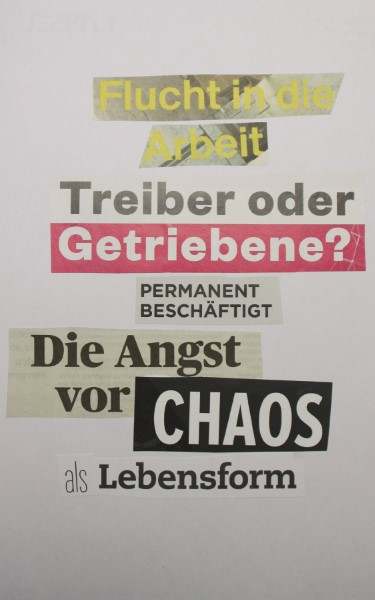 Flucht in die
Arbeit
Treiber oder
Getriebene?
PERMANENT
BESCHÄFTIGT
Die Angst
vor CHAOS
als Lebensform